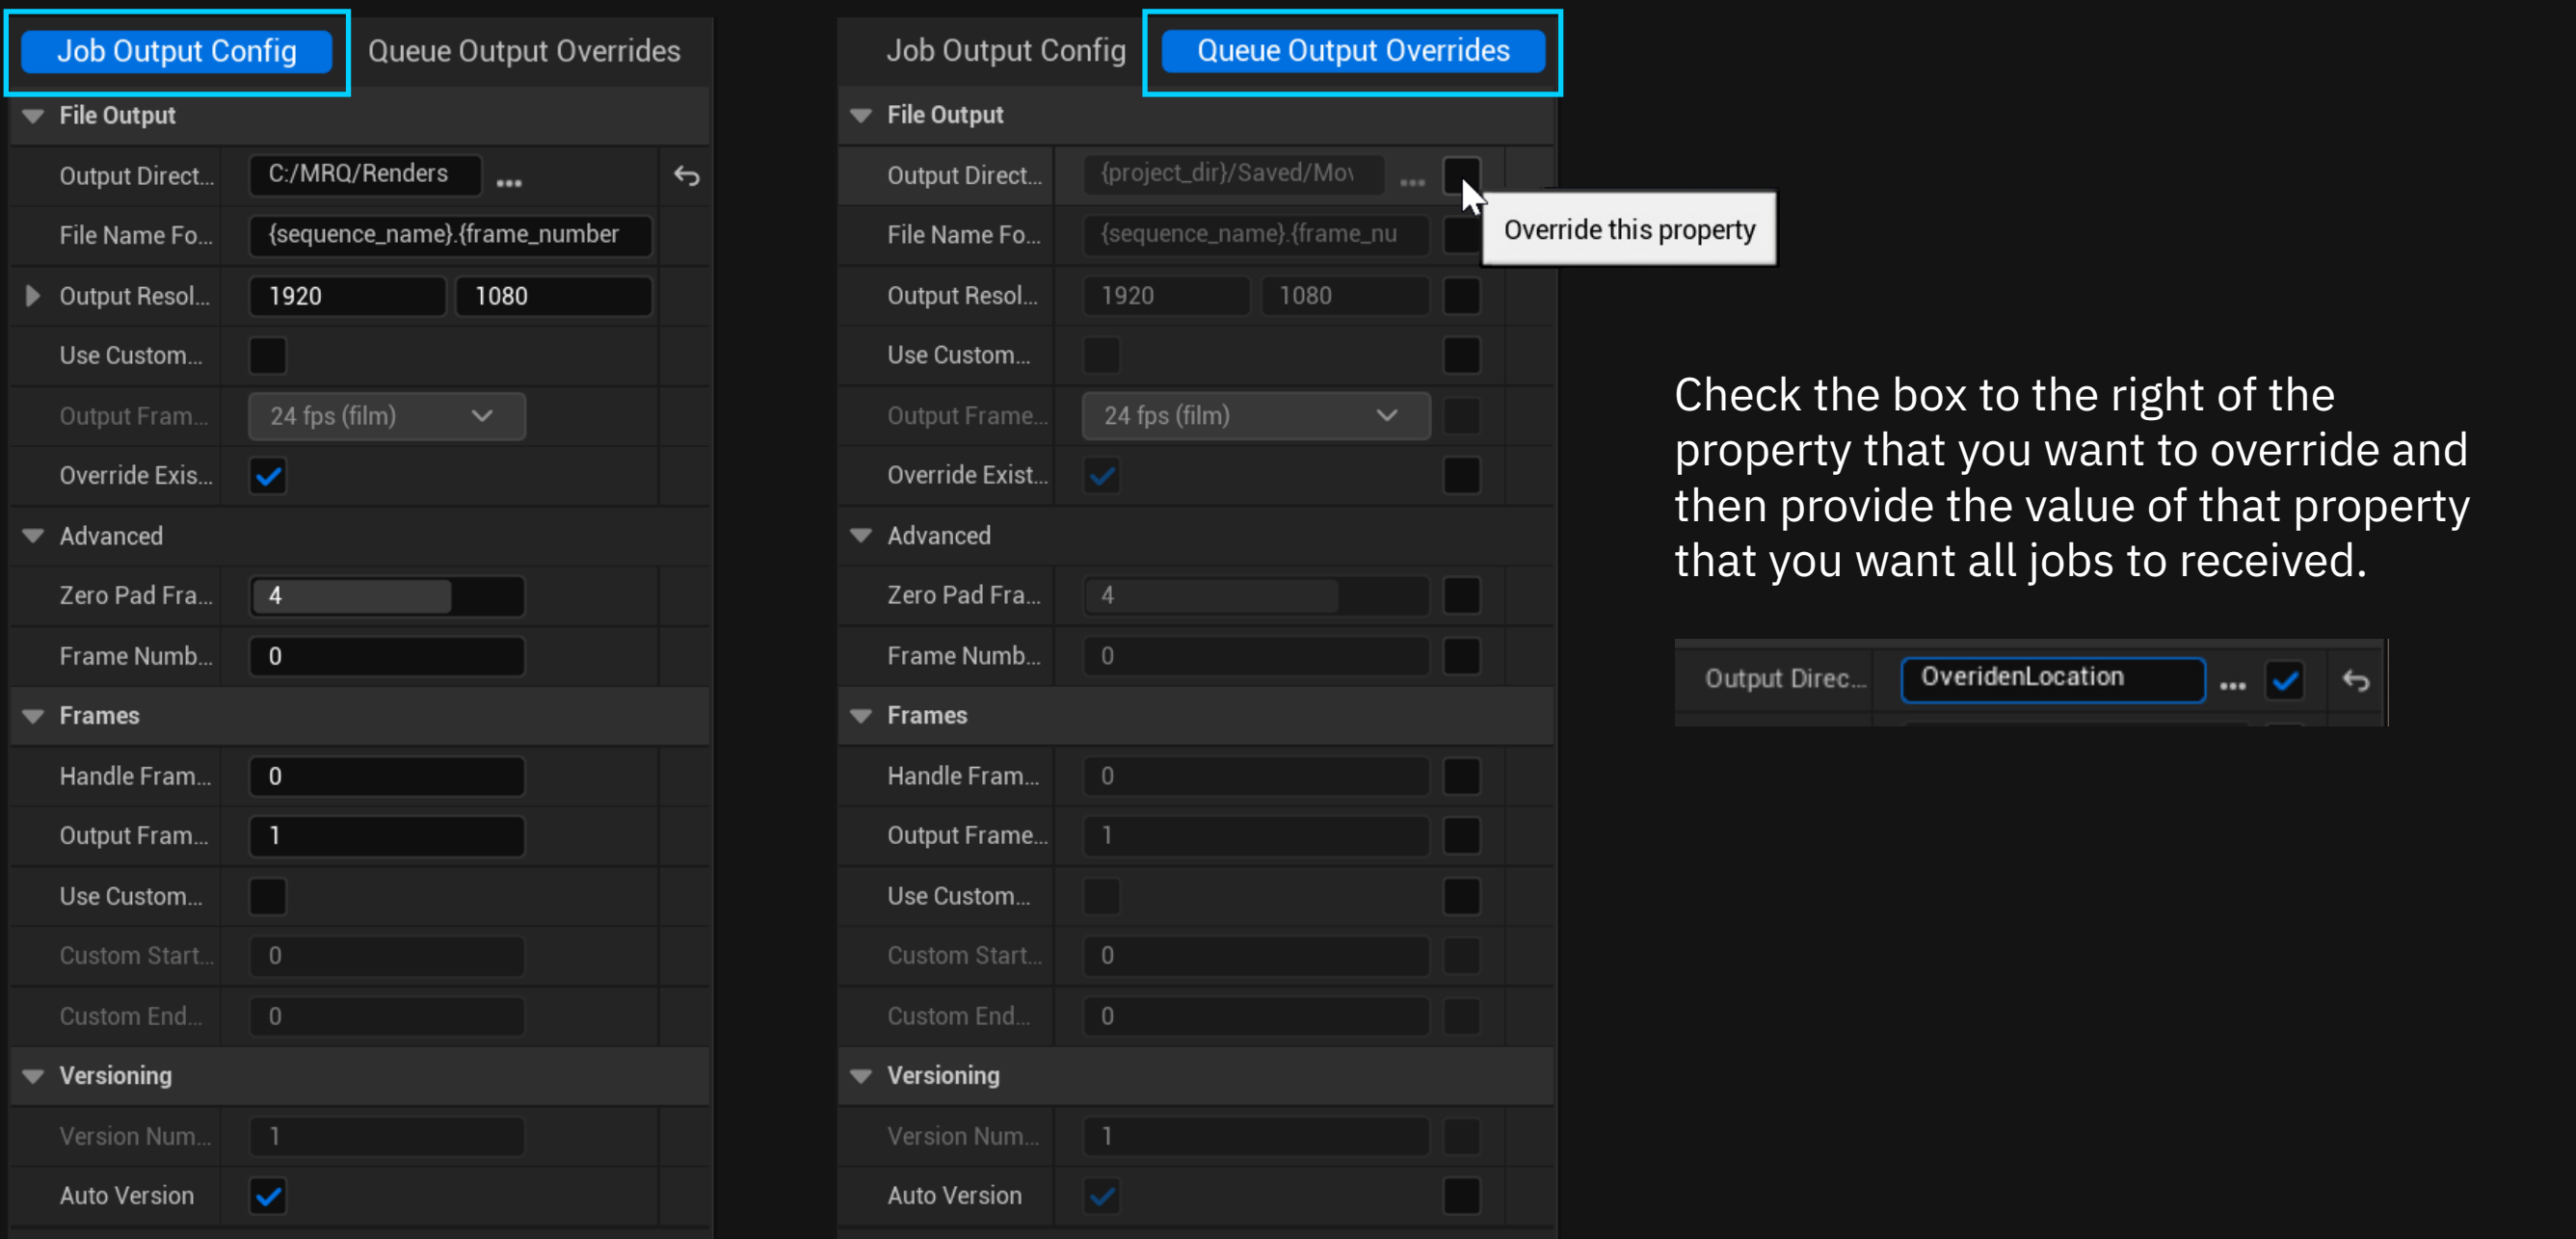 Job Output Config Queue Output Overrides
File Output
Output Direct... C:/MRQ/Renders ...
File Name Fo... {sequence_name}.{frame_number
Output Resol... 1920 1080
Use Custom...
Output Fram... 24 fps (film)
Override Exis...
Advanced
Zero Pad Fra... 4
Frame Numb... 0
Frames
Handle Fram... 0
Output Fram... 1
Use Custom...
Custom Start... 0
Custom End... 0
Versioning
Version Num... 1
Auto Version
Job Output Config Queue Output Overrides
File Output
Output Direct... {project_dir}/Saved/Mov ...
Override this property
File Name Fo... {sequence_name}.{frame_nu
Output Resol... 1920 1080
Use Custom...
Output Frame... 24 fps (film)
Override Exist...
Advanced
Zero Pad Fra... 4
Frame Numb... 0
Frames
Handle Fram... 0
Output Frame... 1
Use Custom...
Custom Start... 0
Custom End... 0
Versioning
Version Num... 1
Auto Version
Check the box to the right of the
property that you want to override and
then provide the value of that property
that you want all jobs to received.
Output Direc... OveridenLocation ...